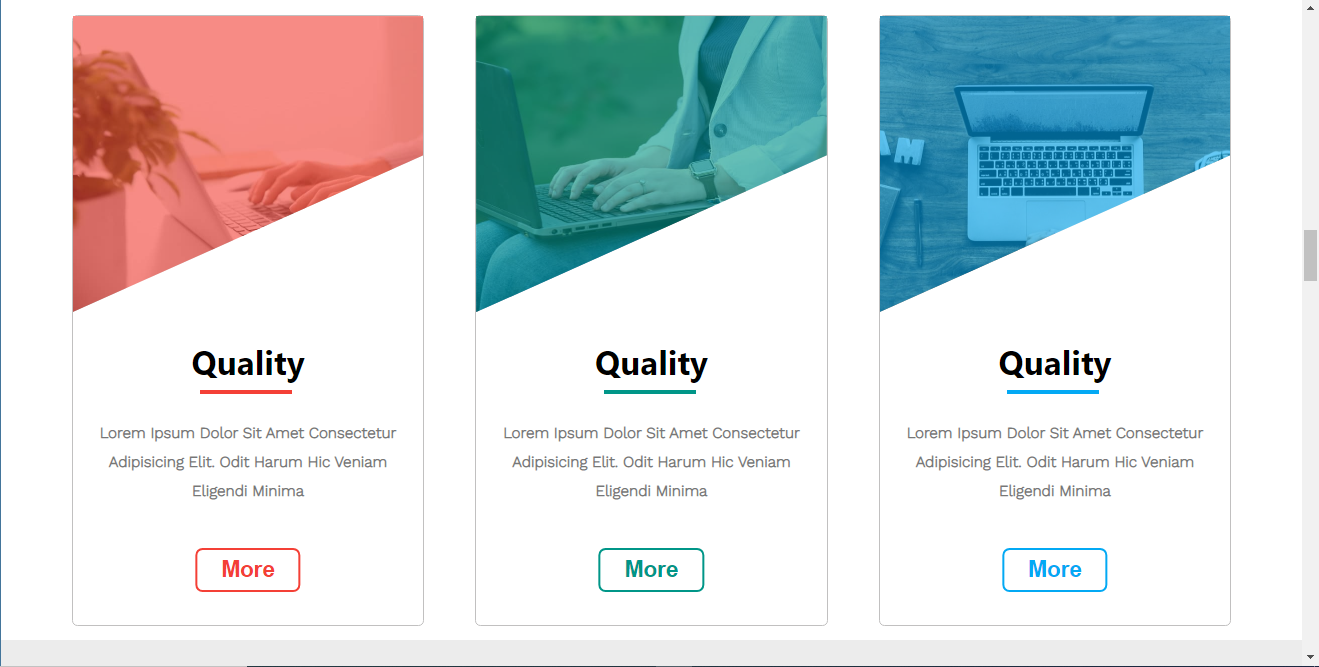 Quality
Lorem Ipsum Dolor Sit Amet Consectetur
Adipisicing Elit. Odit Harum Hic Veniam
Eligendi Minima
More
Quality
Lorem Ipsum Dolor Sit Amet Consectetur
Adipisicing Elit. Odit Harum Hic Veniam
Eligendi Minima
More
Quality
Lorem Ipsum Dolor Sit Amet Consectetur
Adipisicing Elit. Odit Harum Hic Veniam
Eligendi Minima
More